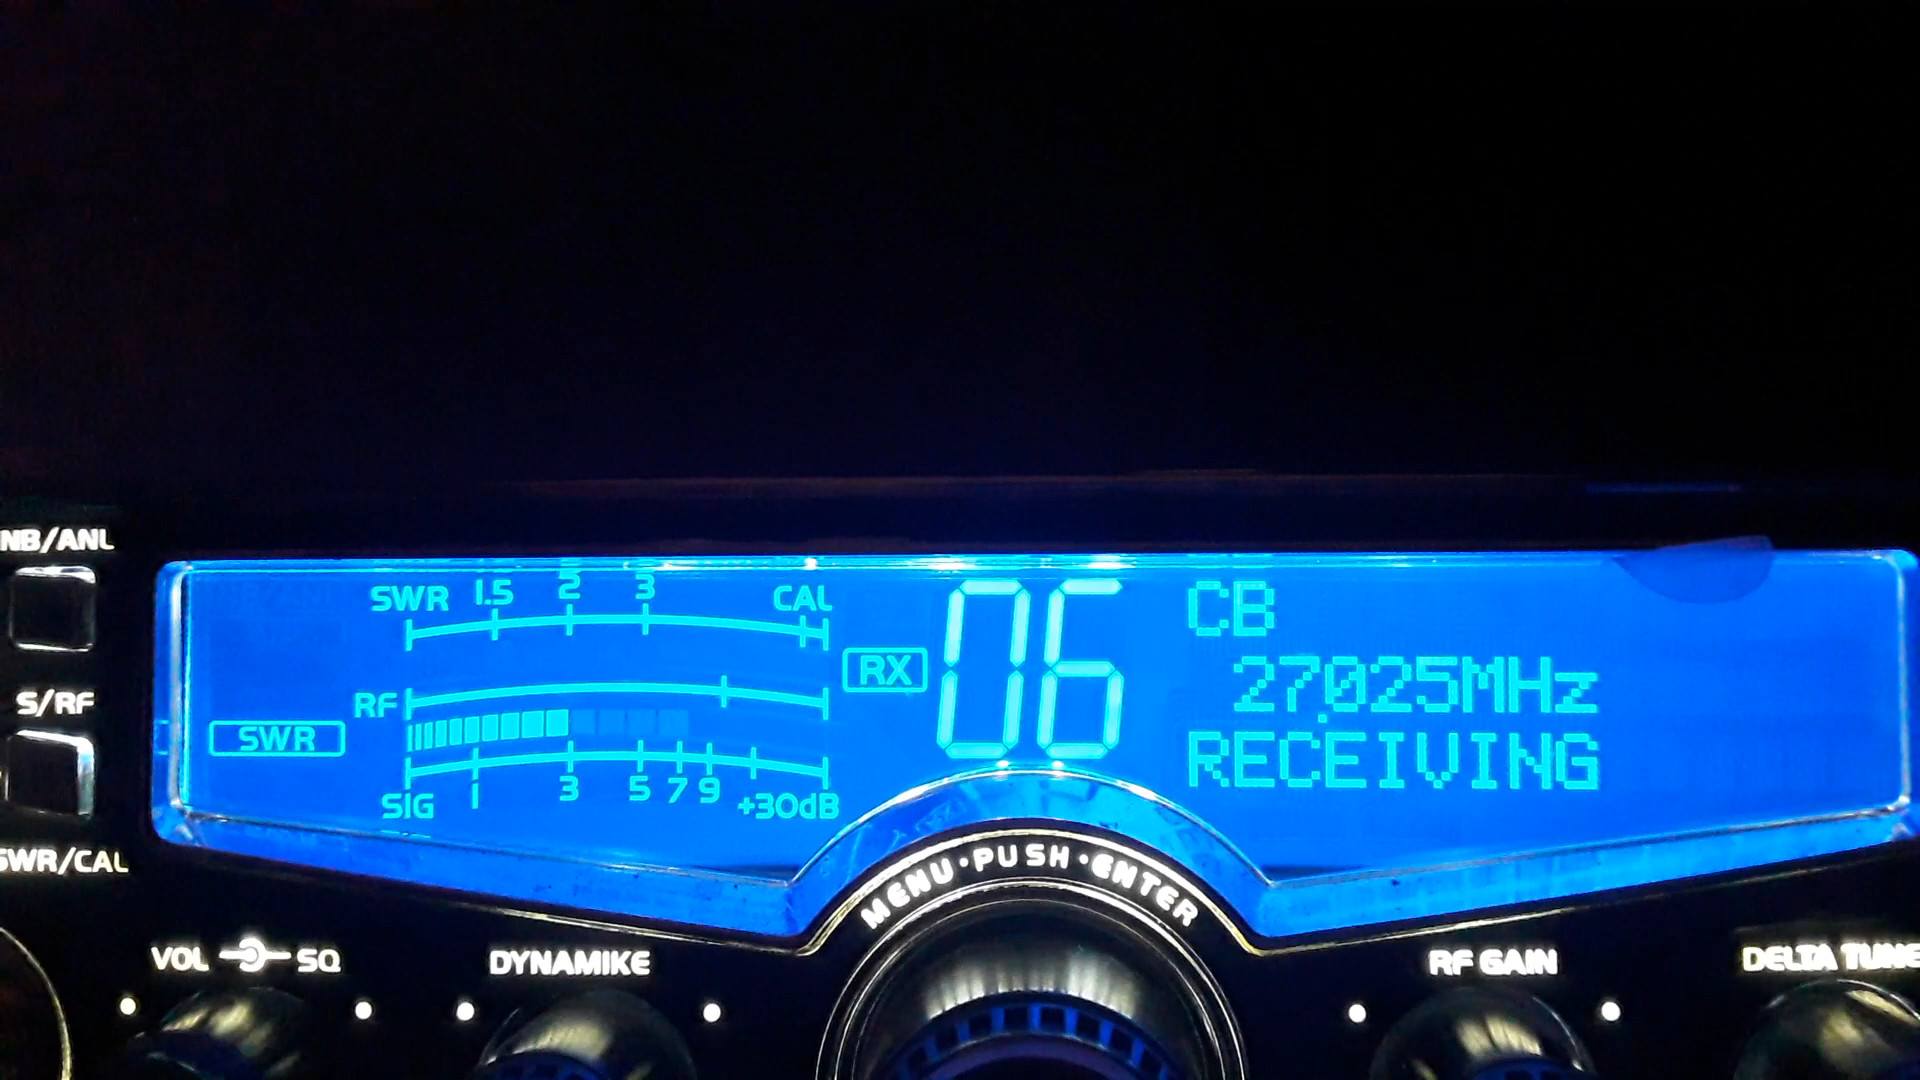 NB/ANL
S/RF
SWR/CAL
SWR 1.5 2 3 CAL
RF
SWR
SIG 1 3 5 7 9 +30dB
RX
06
CB
27.025MHz
RECEIVING
MENU·PUSH·ENTER
VOL SQ
DYNAMIKE
RF GAIN
DELTA TUNE